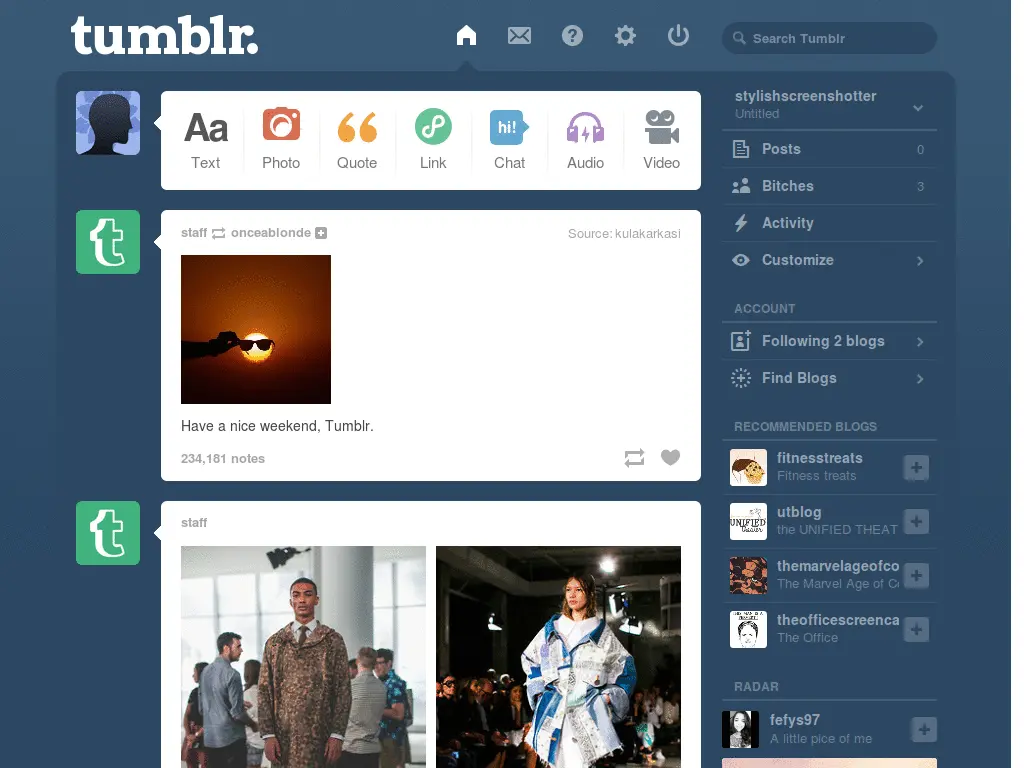 tumblr.
Search Tumblr
Aa
hi!
Text
Photo
Quote
Link
Chat
Audio
Video
stylishscreenshotter
Untitled
Posts 0
Bitches 3
Activity
Customize
ACCOUNT
Following 2 blogs
Find Blogs
RECOMMENDED BLOGS
fitnesstreats
Fitness treats
utblog
the UNIFIED THEAT
UNIFIED
theater
themarvelageofco
The Marvel Age of Co
theofficescreenca
The Office
RADAR
fefys97
A little pice of me
t
staff onceablonde
Source: kulakarkasi
Have a nice weekend, Tumblr.
234,181 notes
t
staff